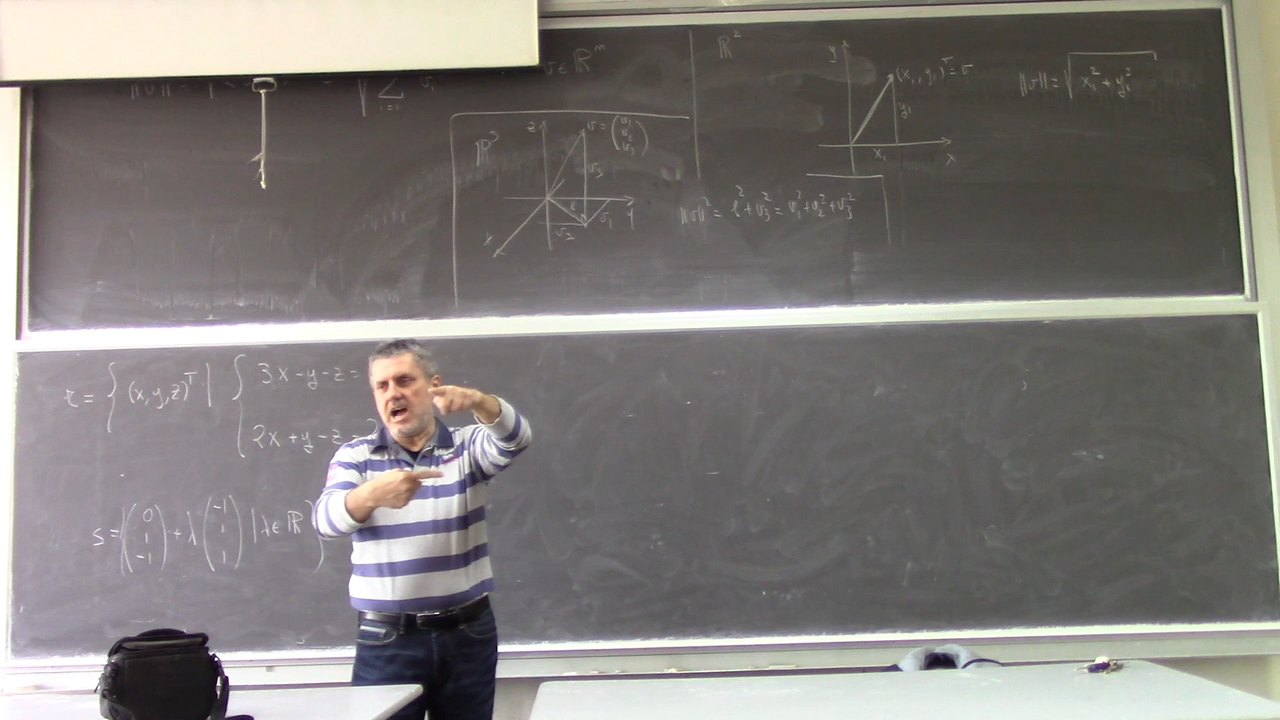 v ∈ ℝⁿ
ℝ²
y
(x₁, y₁)ᵀ = v
y₁
x₁
x
||v|| = √(x₁² + y₁²)
ℝ³
z
v = (v₁ v₂ v₃)
v₃
ℓ
v₁
y
v₂
x
||v||² = ℓ² + v₃² = v₁² + v₂² + v₃²
r = { (x, y, z)ᵀ | { 3x - y - z =
2x + y - z =
s = { (0 1 -1) + λ (-1 1 1) | λ ∈ ℝ }